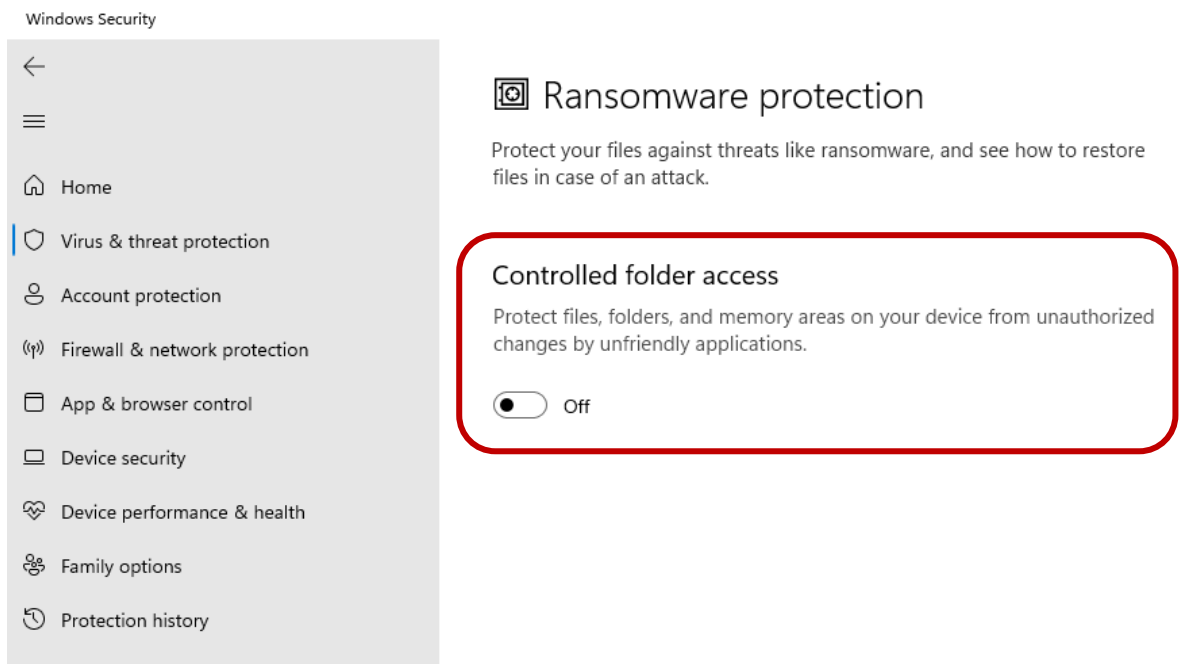 Windows Security
Home
Virus & threat protection
Account protection
Firewall & network protection
App & browser control
Device security
Device performance & health
Family options
Protection history
Ransomware protection
Protect your files against threats like ransomware, and see how to restore
files in case of an attack.
Controlled folder access
Protect files, folders, and memory areas on your device from unauthorized
changes by unfriendly applications.
Off